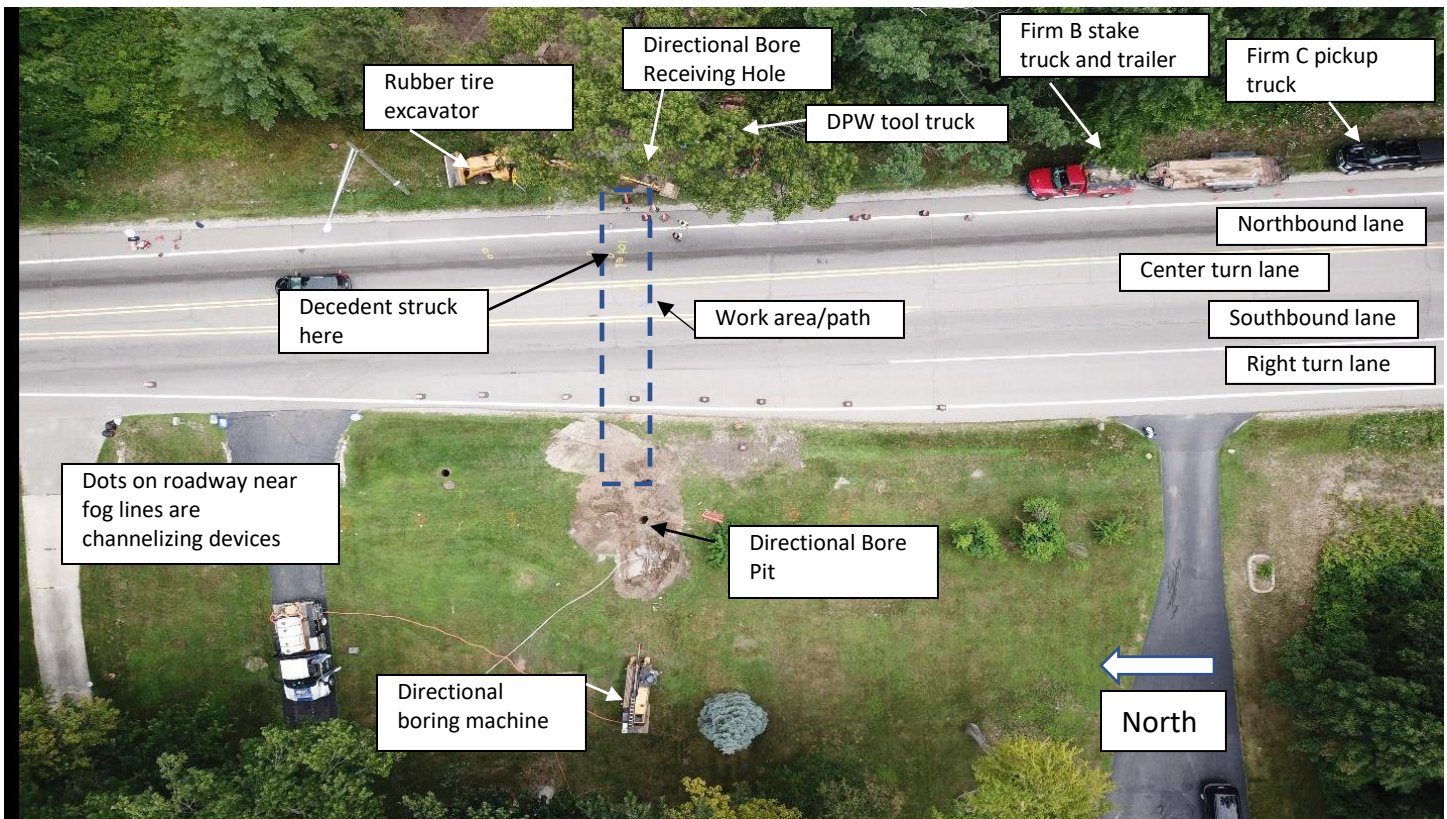 Directional Bore
Receiving Hole
Firm B stake
truck and trailer
Firm C pickup
truck
Rubber tire
excavator
DPW tool truck
Northbound lane
Center turn lane
Decedent struck
here
Work area/path
Southbound lane
Right turn lane
Dots on roadway near
fog lines are
channelizing devices
Directional Bore
Pit
Directional
boring machine
North